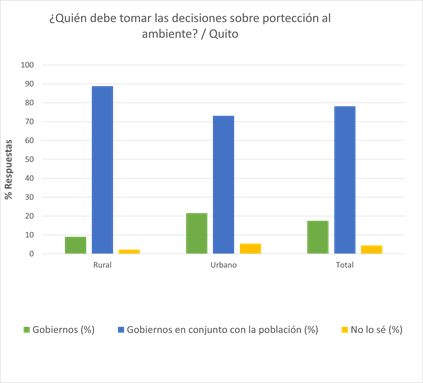 ¿Quién debe tomar las decisiones sobre portección al
ambiente? / Quito
100
90
80
70
60
50
40
30
20
10
0
% Respuestas
Rural
Urbano
Total
Gobiernos (%)
Gobiernos en conjunto con la población (%)
No lo sé (%)